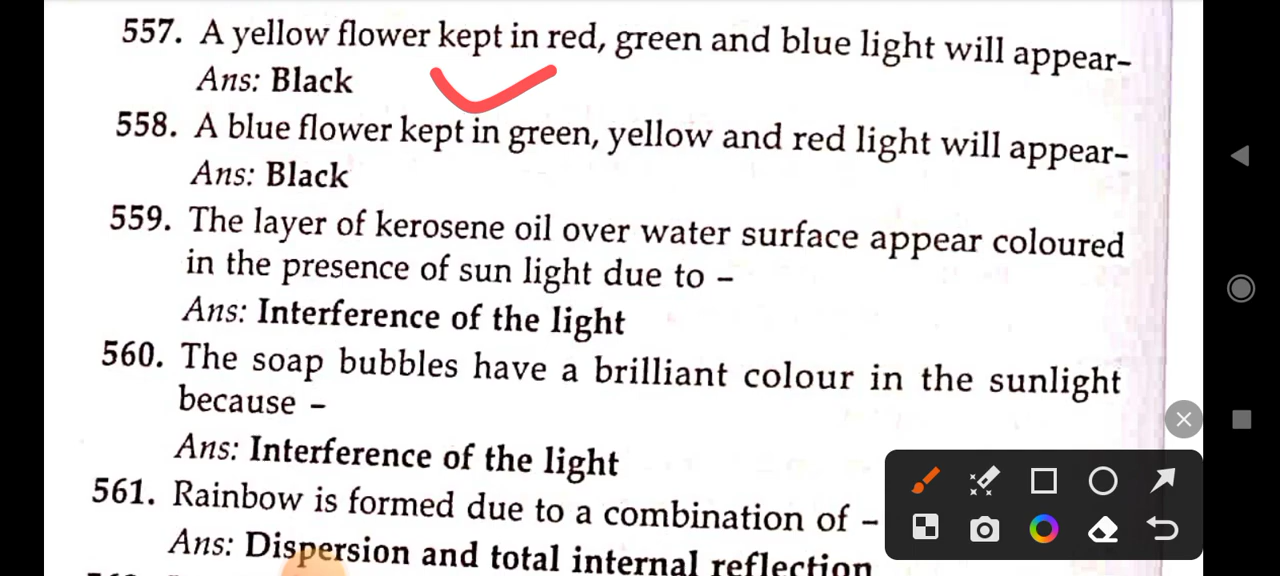 557. A yellow flower kept in red, green and blue light will appear–
Ans: Black
558. A blue flower kept in green, yellow and red light will appear–
Ans: Black
559. The layer of kerosene oil over water surface appear coloured
in the presence of sun light due to –
Ans: Interference of the light
560. The soap bubbles have a brilliant colour in the sunlight
because –
Ans: Interference of the light
561. Rainbow is formed due to a combination of –
Ans: Dispersion and total internal reflection